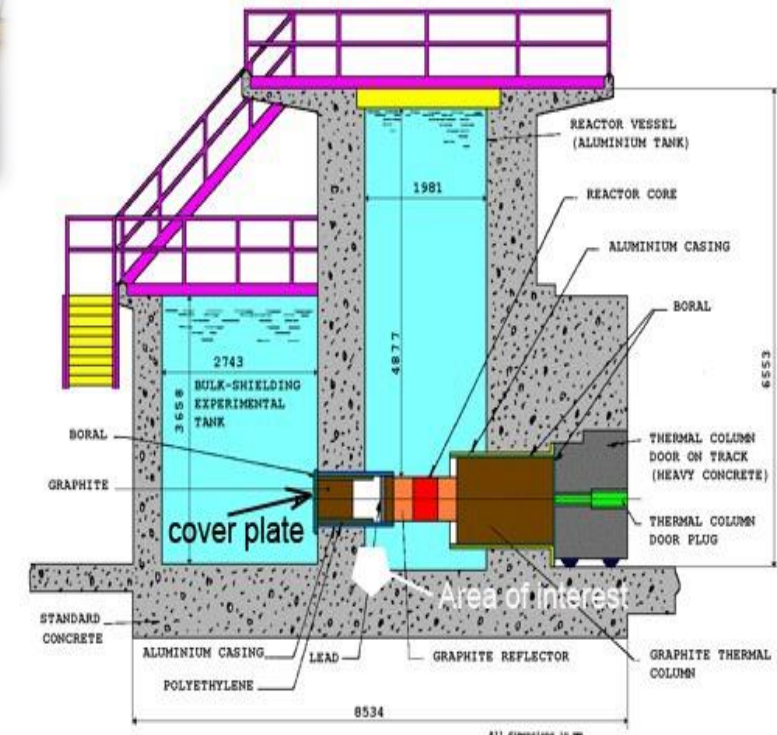 REACTOR VESSEL
(ALUMINIUM TANK)
1981
REACTOR CORE
ALUMINIUM CASING
BORAL
4877
6553
2743
BULK-SHIELDING
EXPERIMENTAL
TANK
3658
BORAL
GRAPHITE
cover plate
THERMAL COLUMN
DOOR ON TRACK
(HEAVY CONCRETE)
THERMAL COLUMN
DOOR PLUG
Area of interest
STANDARD
CONCRETE
ALUMINIUM CASING
LEAD
GRAPHITE REFLECTOR
GRAPHITE THERMAL
COLUMN
POLYETHYLENE
8534
All dimensions in mm